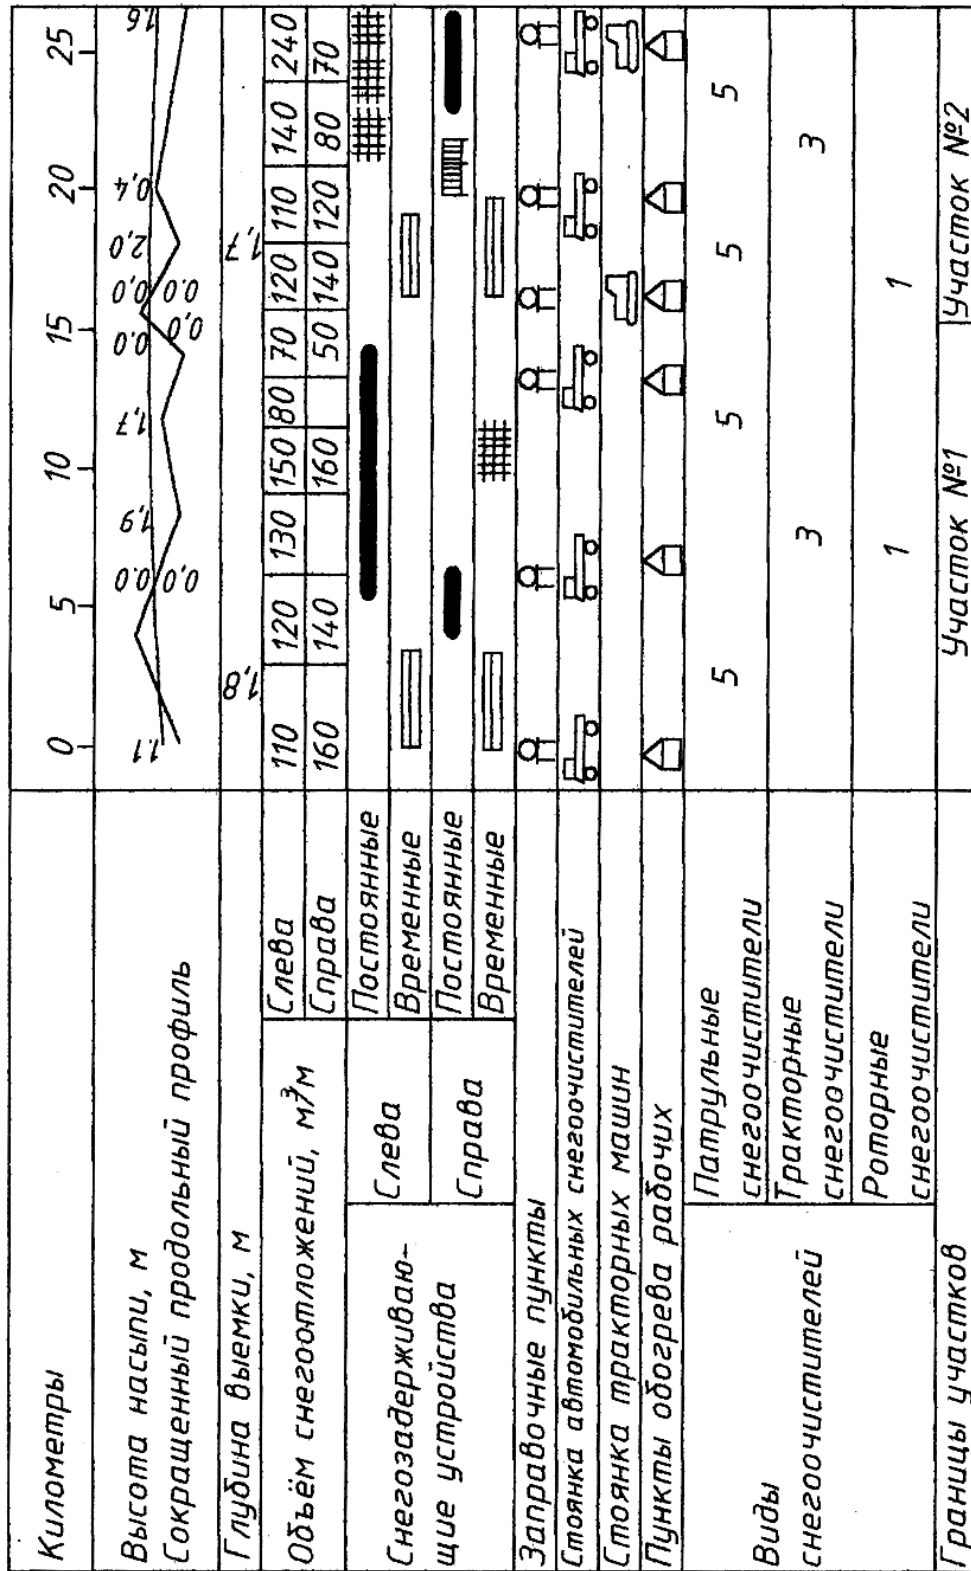 Километры
0 5 10 15 20 25
Высота насыпи, м
Сокращенный продольный профиль
1.1 0.0 0,0 1,9 1,7 0.0 0,0 0,0 0.0 2,0 0,4 1.6
Глубина выемки, м
1,8 1,7
Объём снегоотложений, м³/м
Слева
110 120 130 150 80 70 120 110 140 240
Справа
160 140 160 50 140 120 80 70
Снегозадерживаю-
щие устройства
Слева
Постоянные
Временные
Справа
Постоянные
Временные
Заправочные пункты
Стоянка автомобильных снегоочистителей
Стоянка тракторных машин
Пункты обогрева рабочих
Виды
снегоочистителей
Патрульные
снегоочистители
5 5 5 5
Тракторные
снегоочистители
3 3
Роторные
снегоочистители
1 1
Границы участков
Участок №1 Участок №2